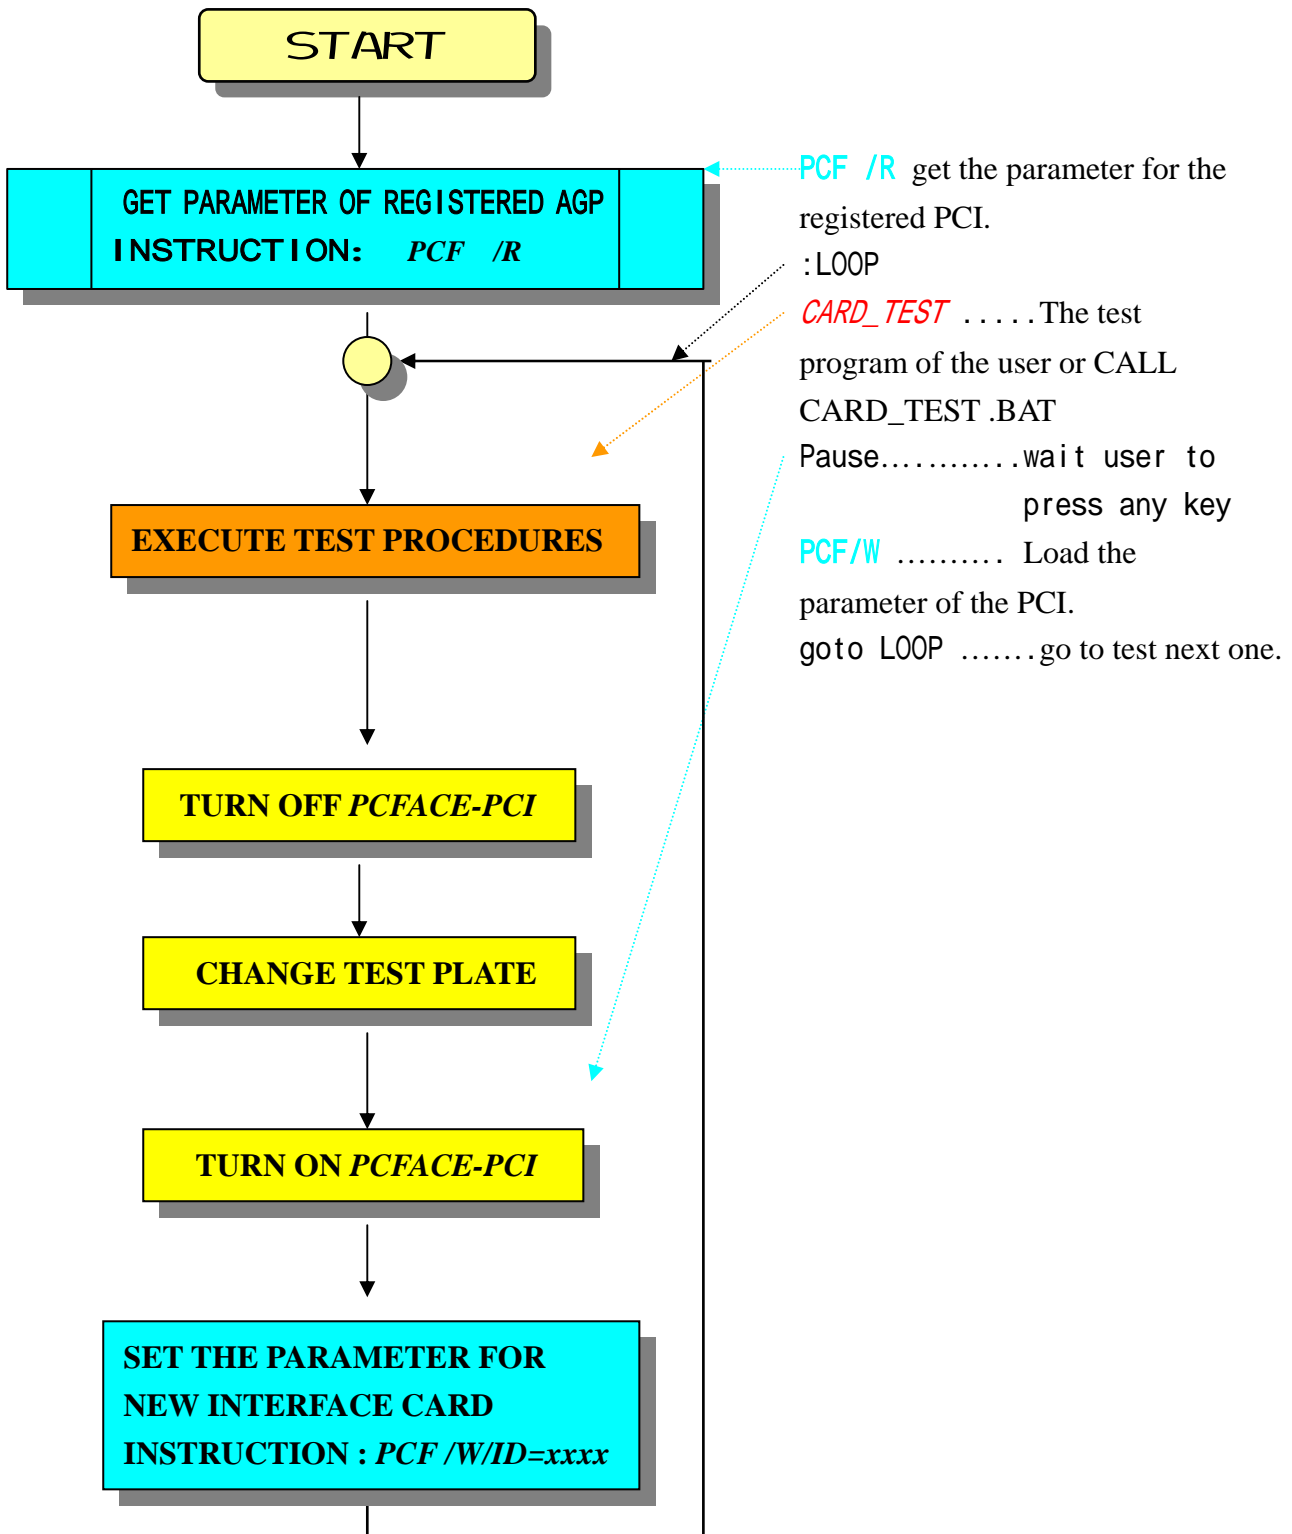 START
GET PARAMETER OF REGISTERED AGP
INSTRUCTION: PCF /R
EXECUTE TEST PROCEDURES
TURN OFF PCFACE-PCI
CHANGE TEST PLATE
TURN ON PCFACE-PCI
SET THE PARAMETER FOR
NEW INTERFACE CARD
INSTRUCTION : PCF /W/ID=xxxx
PCF /R get the parameter for the
registered PCI.
:LOOP
CARD_TEST .....The test
program of the user or CALL
CARD_TEST .BAT
Pause............wait user to
press any key
PCF/W .......... Load the
parameter of the PCI.
goto LOOP .......go to test next one.